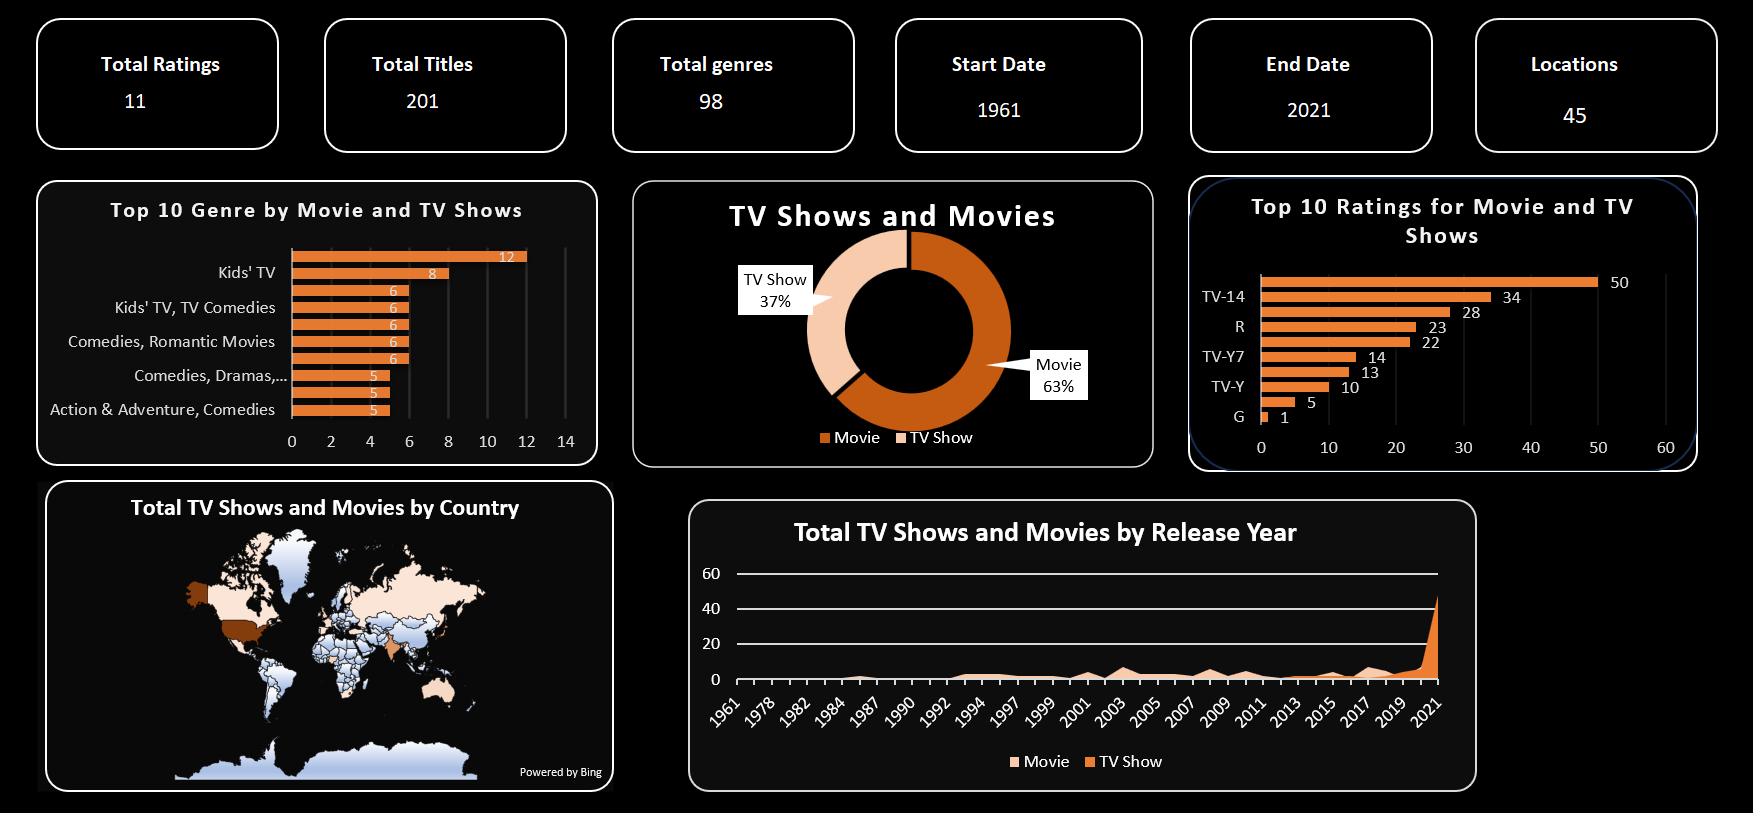 Total Ratings
11
Total Titles
201
Total genres
98
Start Date
1961
End Date
2021
Locations
45
Top 10 Genre by Movie and TV Shows
12
Kids' TV
8
6
Kids' TV, TV Comedies
6
6
Comedies, Romantic Movies
6
6
Comedies, Dramas,...
5
5
Action & Adventure, Comedies
5
0 2 4 6 8 10 12 14
TV Shows and Movies
TV Show
37%
Movie
63%
Movie TV Show
Top 10 Ratings for Movie and TV
Shows
50
TV-14
34
28
R
23
22
TV-Y7
14
13
TV-Y
10
5
G
1
0 10 20 30 40 50 60
Total TV Shows and Movies by Country
Powered by Bing
Total TV Shows and Movies by Release Year
60
40
20
0
1961 1978 1982 1984 1987 1990 1992 1994 1997 1999 2001 2003 2005 2007 2009 2011 2013 2015 2017 2019 2021
Movie TV Show